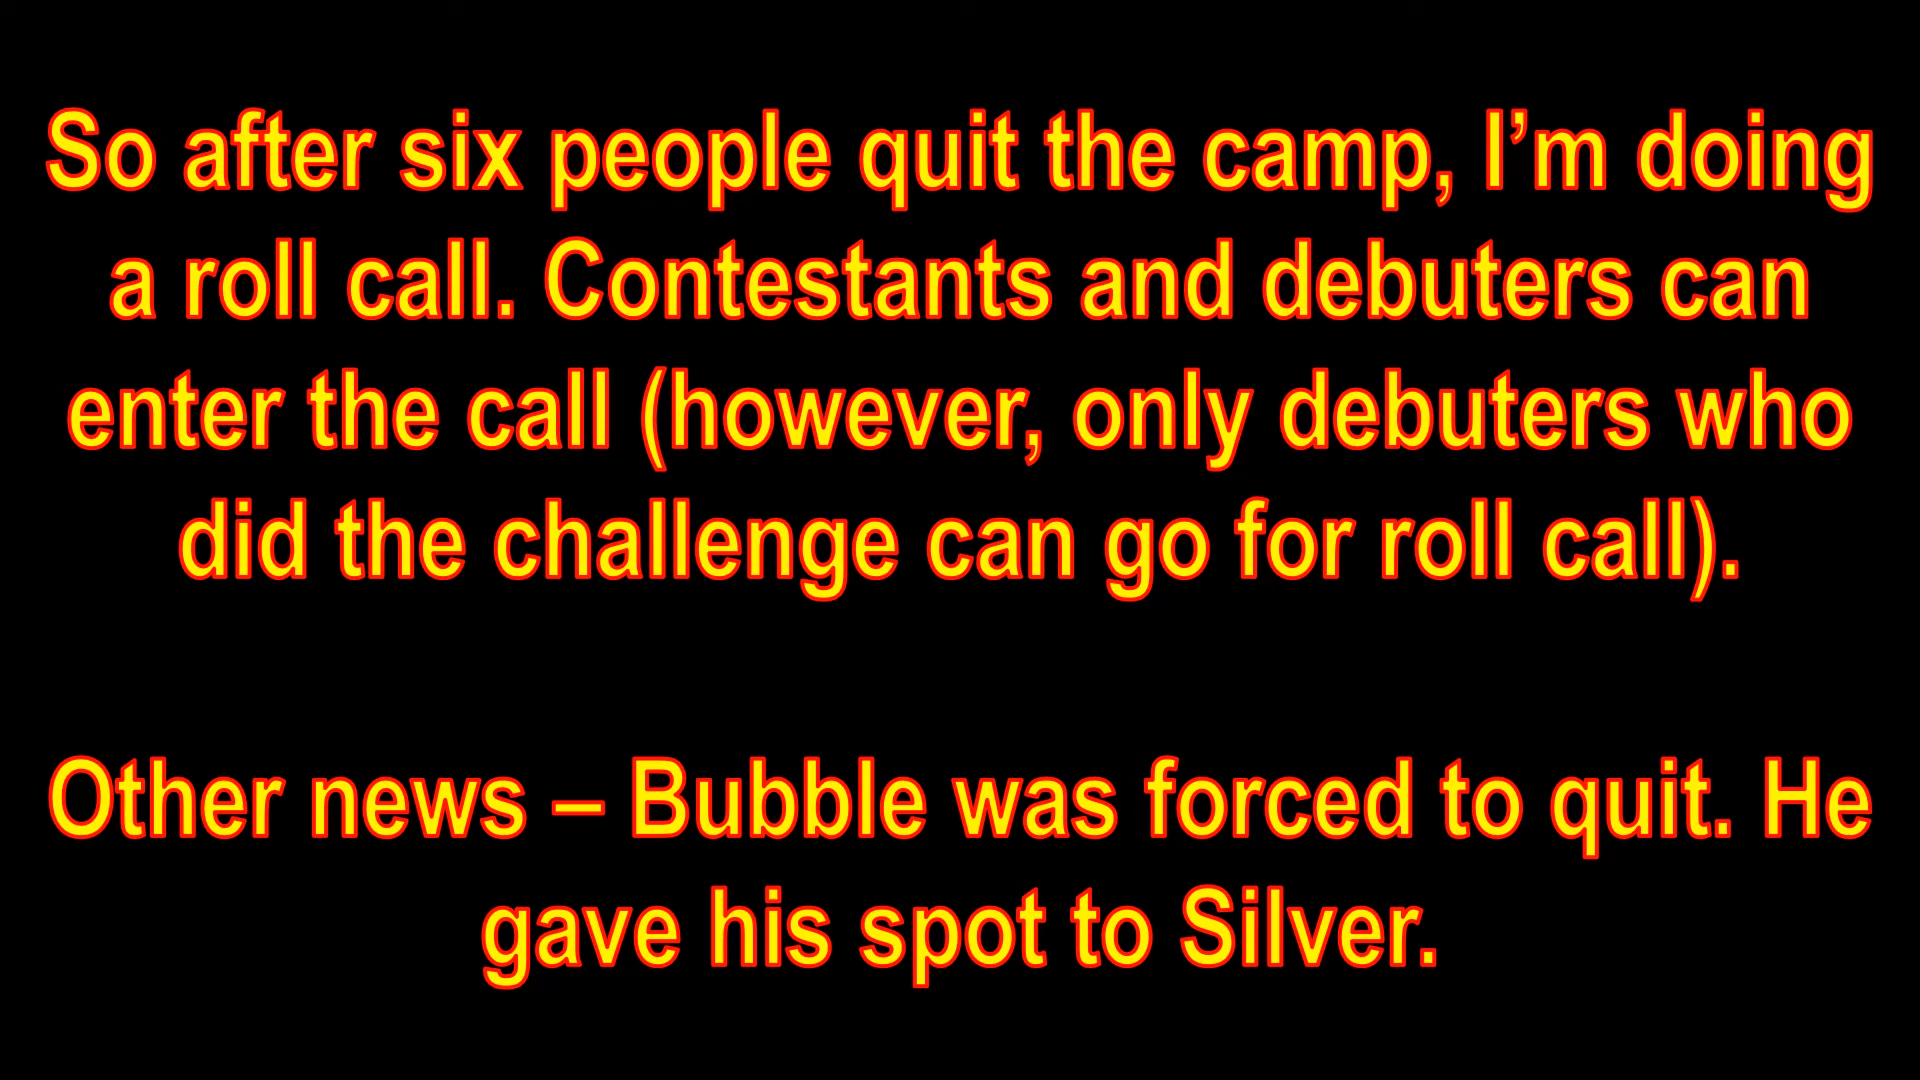 So after six people quit the camp, I’m doing
a roll call. Contestants and debuters can
enter the call (however, only debuters who
did the challenge can go for roll call).
Other news – Bubble was forced to quit. He
gave his spot to Silver.